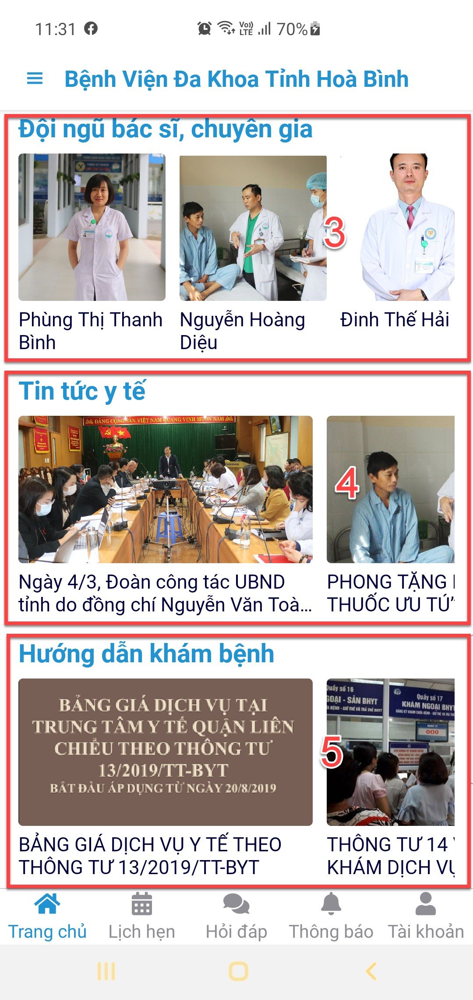 11:31
Vo))
LTE
70%
Bệnh Viện Đa Khoa Tỉnh Hoà Bình
Đội ngũ bác sĩ, chuyên gia
3
Phùng Thị Thanh
Bình
Nguyễn Hoàng
Diệu
Đinh Thế Hải
Tin tức y tế
ĐẢNG CỘNG SẢN VIỆT NAM QUANG VINH MUÔN NĂM
4
Ngày 4/3, Đoàn công tác UBND
tỉnh do đồng chí Nguyễn Văn Toà...
PHONG TẶNG
THUỐC ƯU TÚ”
Hướng dẫn khám bệnh
BẢNG GIÁ DỊCH VỤ TẠI
TRUNG TÂM Y TẾ QUẬN LIÊN
CHIỂU THEO THÔNG TƯ
13/2019/TT-BYT
BẮT ĐẦU ÁP DỤNG TỪ NGÀY 20/8/2019
Quầy số 16
GOẠI - SẢN BHYT
Quầy số 17
KHÁM NGOẠI BHYT
QUẦY 17
000
5
BẢNG GIÁ DỊCH VỤ Y TẾ THEO
THÔNG TƯ 13/2019/TT-BYT
THÔNG TƯ 14
KHÁM DỊCH VỤ
Trang chủ
Lịch hẹn
Hỏi đáp
Thông báo
Tài khoản